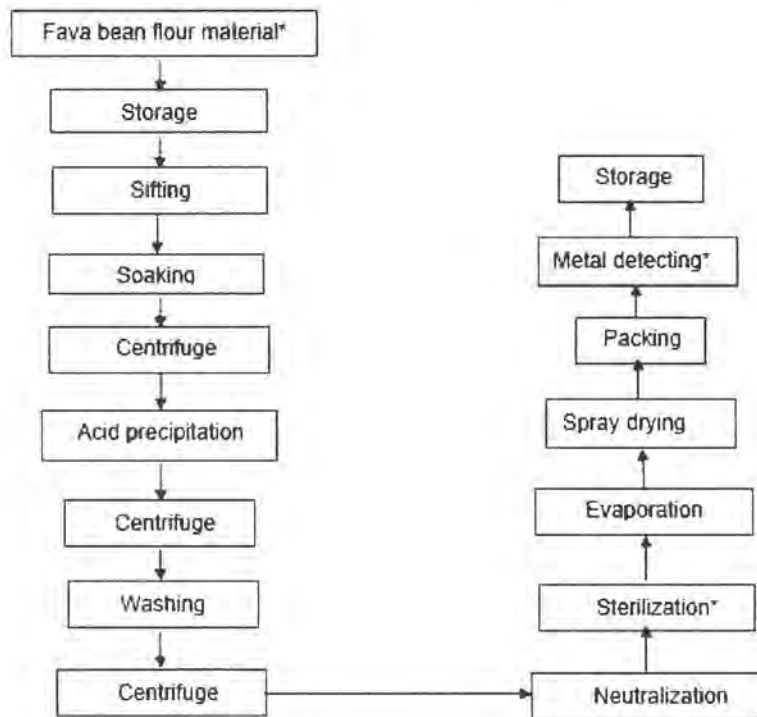 Fava bean flour material*
Storage
Sifting
Soaking
Centrifuge
Acid precipitation
Centrifuge
Washing
Centrifuge
Neutralization
Sterilization*
Evaporation
Spray drying
Packing
Metal detecting*
Storage